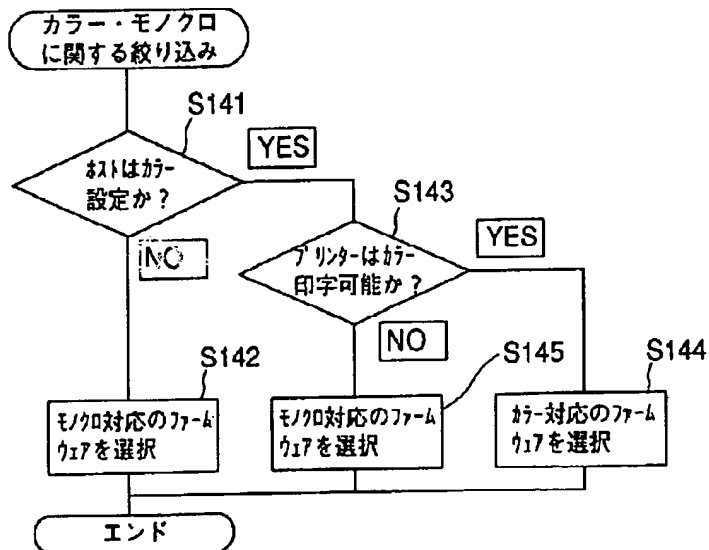 カラー・モノクロ
に関する絞り込み
S141
YES
ホストはカラー
設定か？
S143
YES
プリンターはカラー
印字可能か？
NO
NO
S142
S145
S144
モノクロ対応のファーム
ウェアを選択
モノクロ対応のファーム
ウェアを選択
カラー対応のファーム
ウェアを選択
エンド